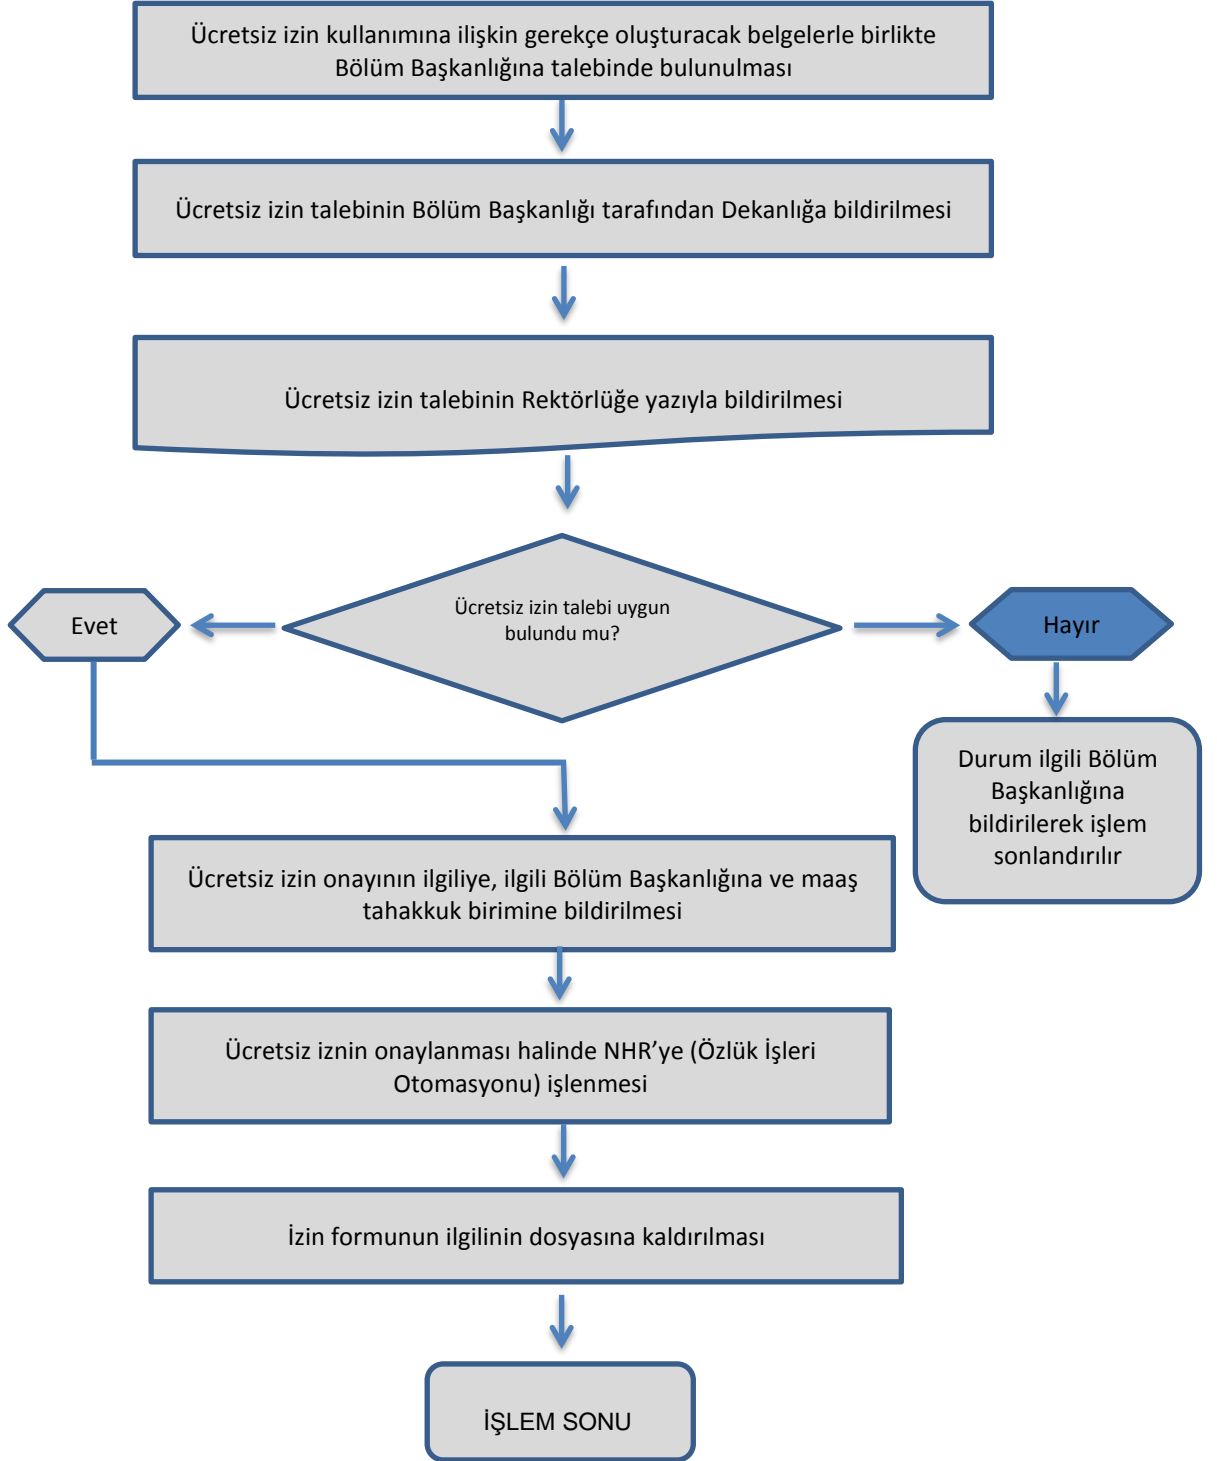 Ücretsiz izin kullanımına ilişkin gerekçe oluşturacak belgelerle birlikte
Bölüm Başkanlığına talebinde bulunulması
Ücretsiz izin talebinin Bölüm Başkanlığı tarafından Dekanlığa bildirilmesi
Ücretsiz izin talebinin Rektörlüğe yazıyla bildirilmesi
Ücretsiz izin talebi uygun
bulundu mu?
Evet
Hayır
Durum ilgili Bölüm
Başkanlığına
bildirilerek işlem
sonlandırılır
Ücretsiz izin onayının ilgiliye, ilgili Bölüm Başkanlığına ve maaş
tahakkuk birimine bildirilmesi
Ücretsiz iznin onaylanması halinde NHR’ye (Özlük İşleri
Otomasyonu) işlenmesi
İzin formunun ilgilinin dosyasına kaldırılması
İŞLEM SONU